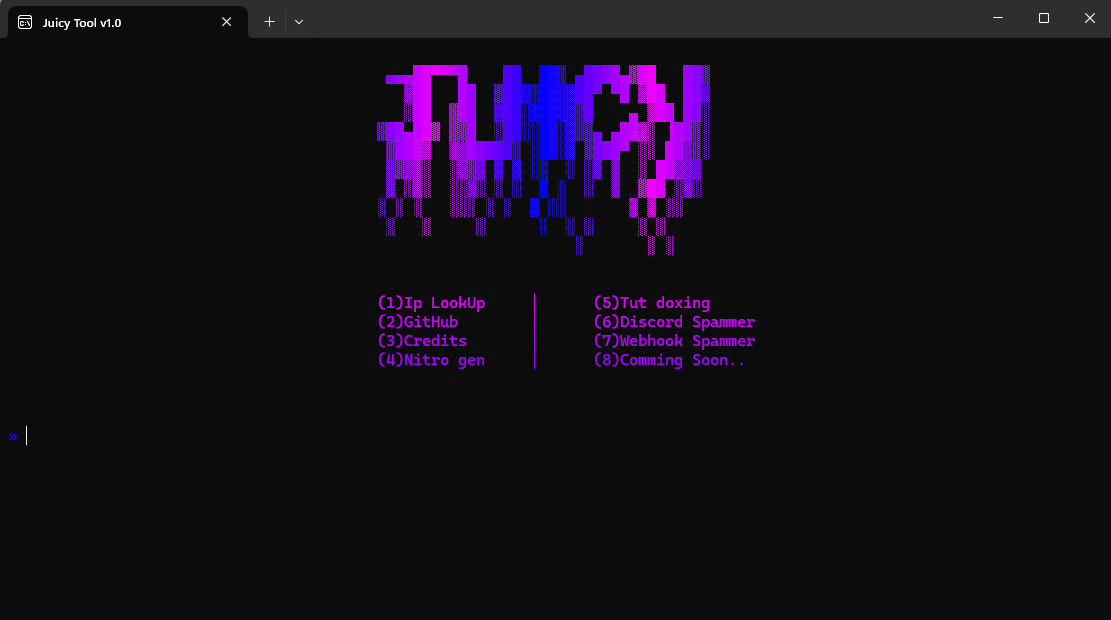 Juicy Tool v1.0
JUICY
(1)Ip LookUp
(2)GitHub
(3)Credits
(4)Nitro gen
(5)Tut doxing
(6)Discord Spammer
(7)Webhook Spammer
(8)Comming Soon..
»